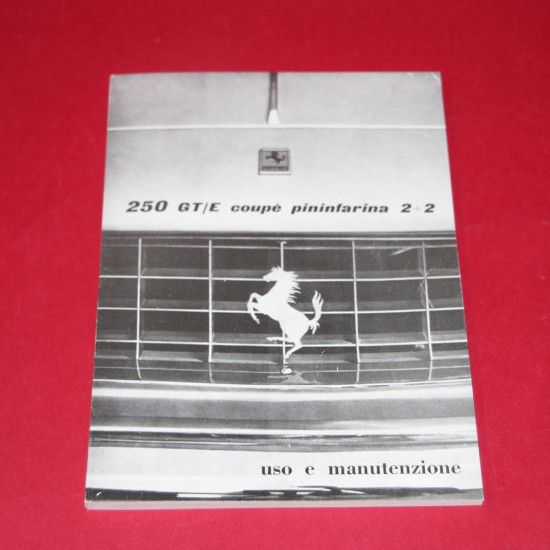 250 GT/E coupé pininfarina 2+2
uso e manutenzione